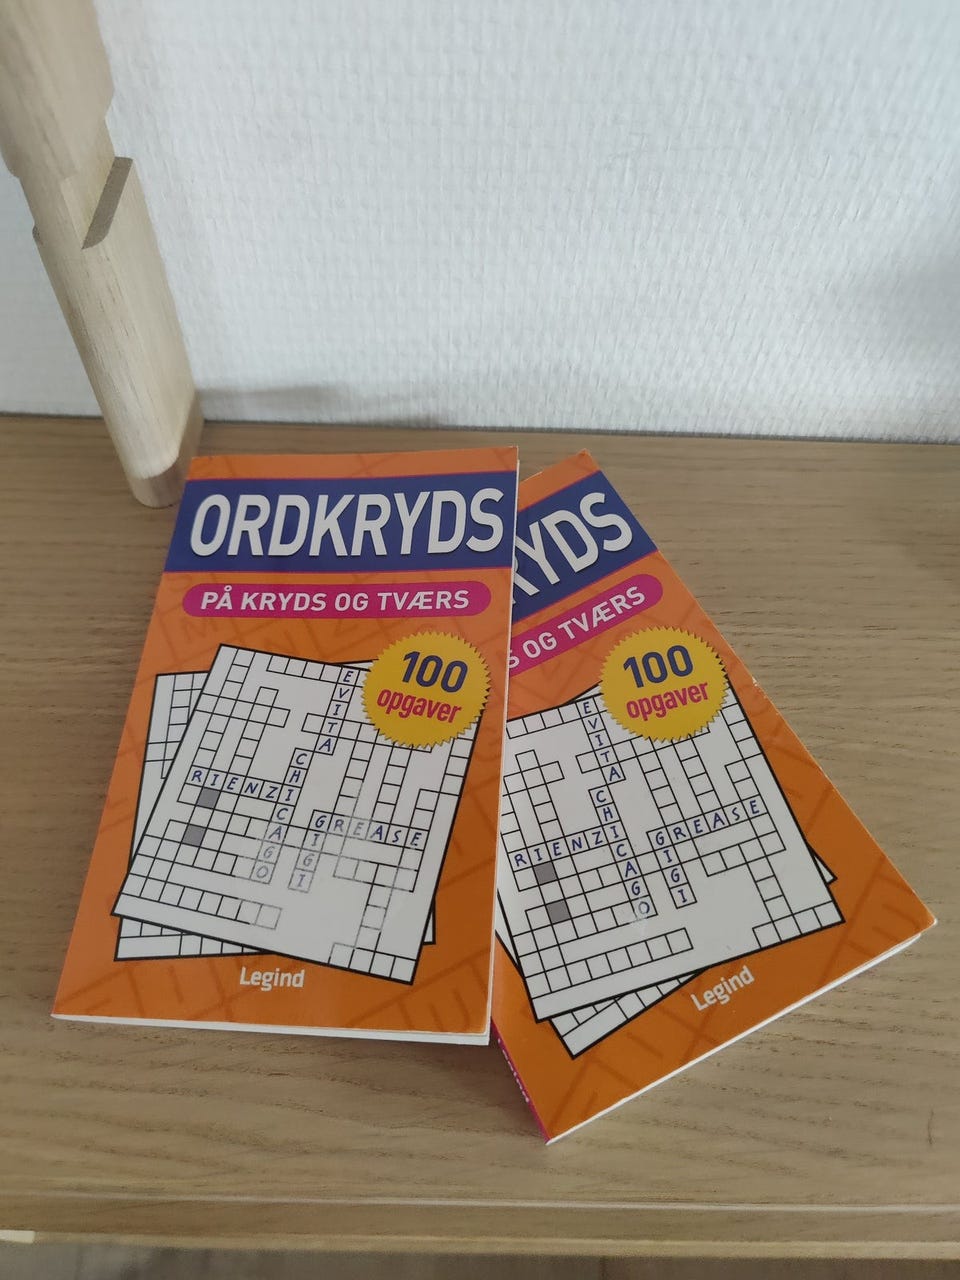 ORDKRYDS
PÅ KRYDS OG TVÆRS
100
opgaver
EVITA
CHICAGO
RIENZI
GREASE
GIGI
Legind
RYDS
S OG TVÆRS
100
opgaver
EVITA
CHICAGO
RIENZI
GREASE
GIGI
Legind